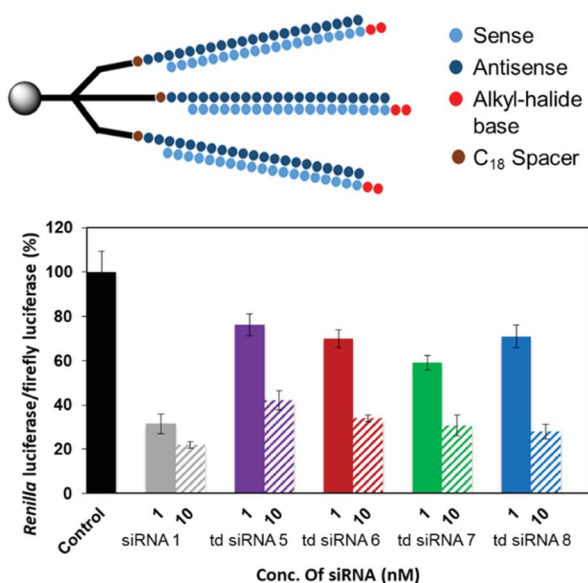 Sense
Antisense
Alkyl-halide
base
C₁₈ Spacer
Renilla luciferase/firefly luciferase (%)
120
100
80
60
40
20
0
Control
1 10 1 10 1 10 1 10 1 10
siRNA 1 td siRNA 5 td siRNA 6 td siRNA 7 td siRNA 8
Conc. Of siRNA (nM)